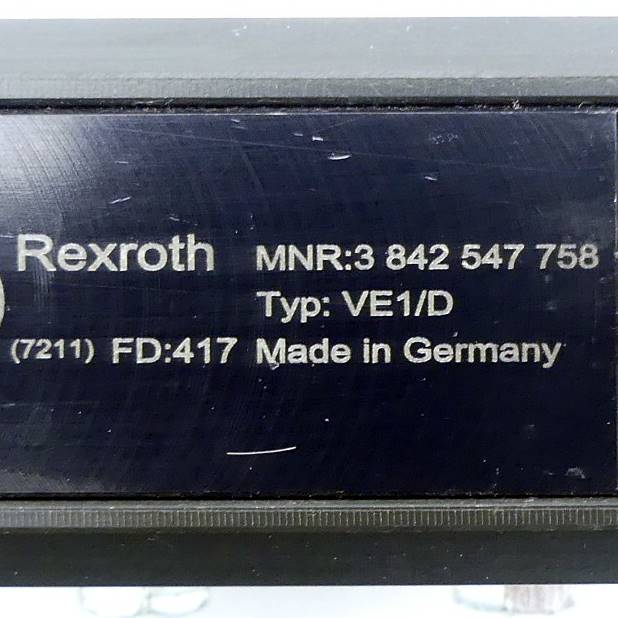 Rexroth MNR:3 842 547 758
Typ: VE1/D
(7211) FD:417 Made in Germany